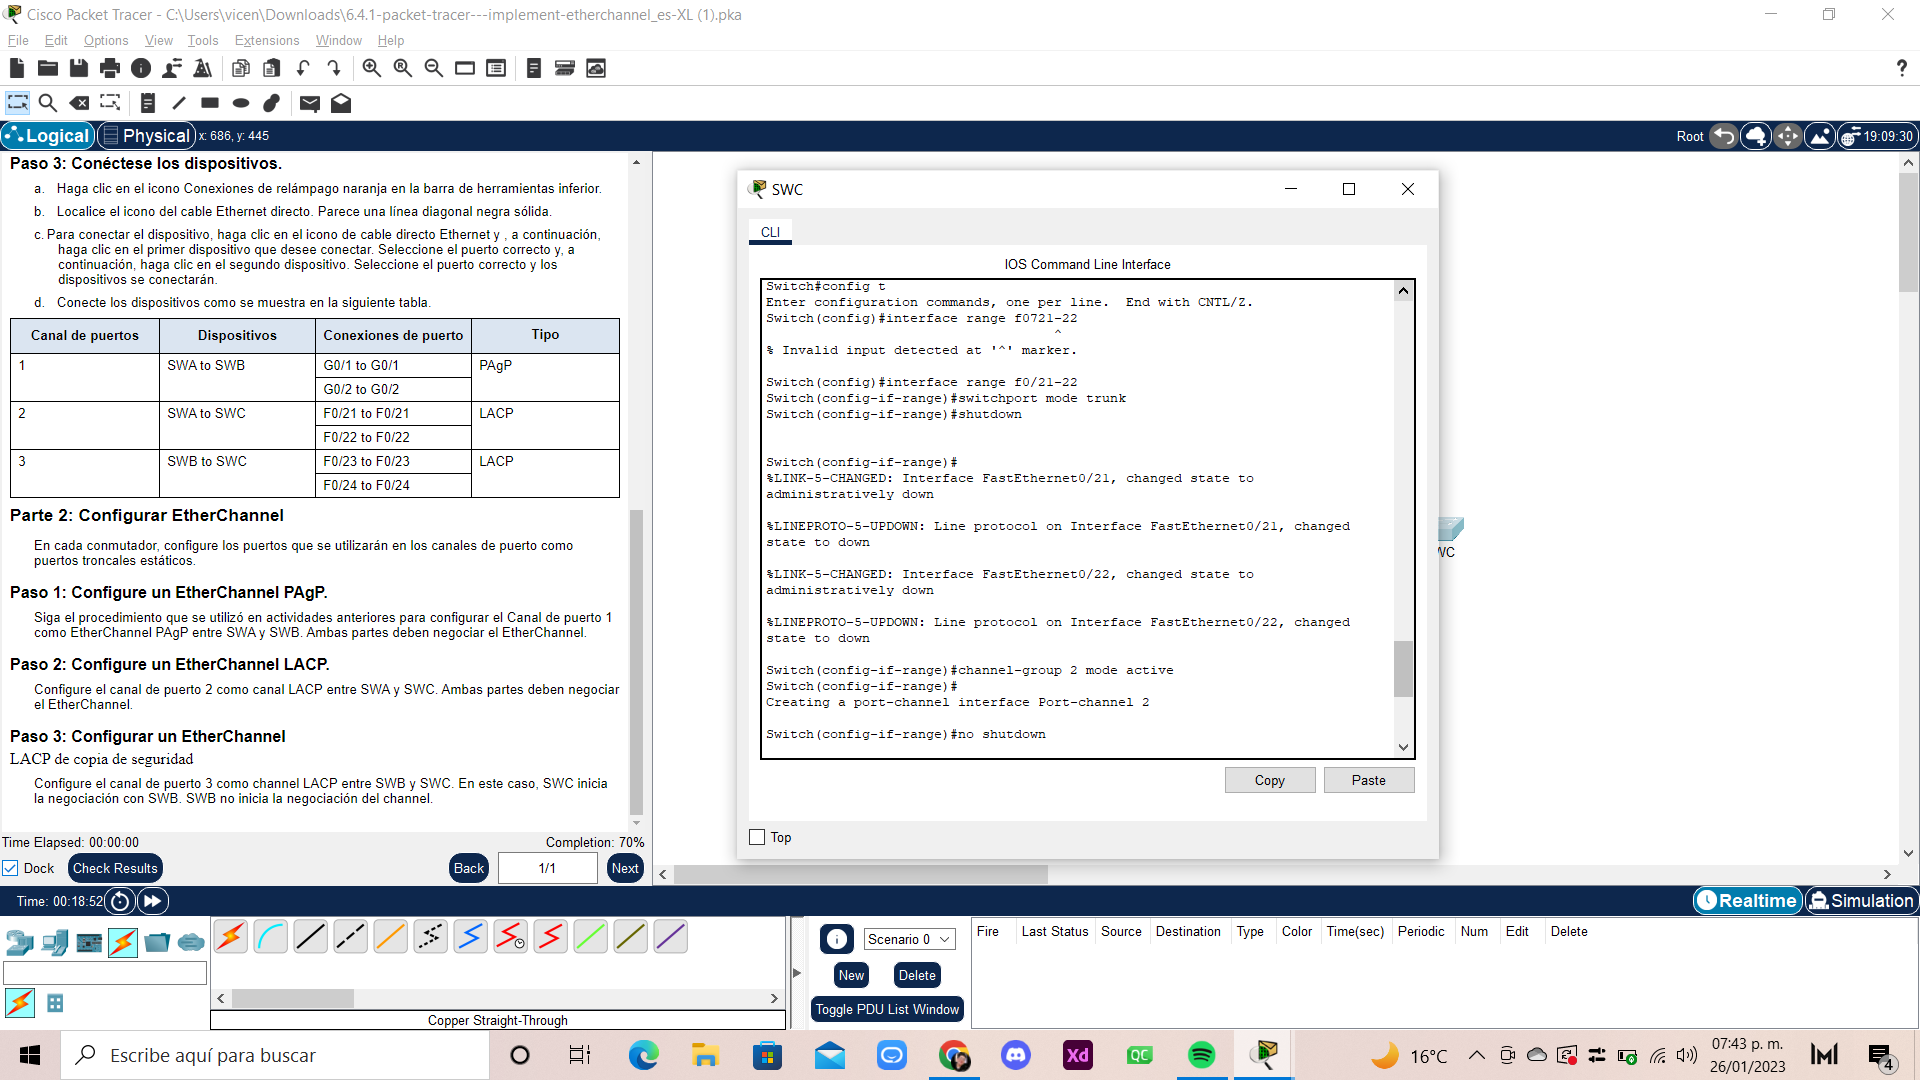 Cisco Packet Tracer - C:\Users\vicen\Downloads\6.4.1-packet-tracer---implement-etherchannel_es-XL (1).pka
File Edit Options View Tools Extensions Window Help
?
Logical Physical x: 686, y: 445
Root 19:09:30
Paso 3: Conéctese los dispositivos.
a. Haga clic en el icono Conexiones de relámpago naranja en la barra de herramientas inferior.
b. Localice el icono del cable Ethernet directo. Parece una línea diagonal negra sólida.
c. Para conectar el dispositivo, haga clic en el icono de cable directo Ethernet y , a continuación,
haga clic en el primer dispositivo que desee conectar. Seleccione el puerto correcto y, a
continuación, haga clic en el segundo dispositivo. Seleccione el puerto correcto y los
dispositivos se conectarán.
d. Conecte los dispositivos como se muestra en la siguiente tabla.
Canal de puertos Dispositivos Conexiones de puerto Tipo
1 SWA to SWB G0/1 to G0/1 PAgP
G0/2 to G0/2
2 SWA to SWC F0/21 to F0/21 LACP
F0/22 to F0/22
3 SWB to SWC F0/23 to F0/23 LACP
F0/24 to F0/24
Parte 2: Configurar EtherChannel
En cada conmutador, configure los puertos que se utilizarán en los canales de puerto como
puertos troncales estáticos.
Paso 1: Configure un EtherChannel PAgP.
Siga el procedimiento que se utilizó en actividades anteriores para configurar el Canal de puerto 1
como EtherChannel PAgP entre SWA y SWB. Ambas partes deben negociar el EtherChannel.
Paso 2: Configure un EtherChannel LACP.
Configure el canal de puerto 2 como canal LACP entre SWA y SWC. Ambas partes deben negociar
el EtherChannel.
Paso 3: Configurar un EtherChannel
LACP de copia de seguridad
Configure el canal de puerto 3 como channel LACP entre SWB y SWC. En este caso, SWC inicia
la negociación con SWB. SWB no inicia la negociación del channel.
Time Elapsed: 00:00:00 Completion: 70%
Dock Check Results Back 1/1 Next
SWC
CLI
IOS Command Line Interface
Switch#config t
Enter configuration commands, one per line.  End with CNTL/Z.
Switch(config)#interface range f0721-22
^
% Invalid input detected at '^' marker.
Switch(config)#interface range f0/21-22
Switch(config-if-range)#switchport mode trunk
Switch(config-if-range)#shutdown
Switch(config-if-range)#
%LINK-5-CHANGED: Interface FastEthernet0/21, changed state to
administratively down
%LINEPROTO-5-UPDOWN: Line protocol on Interface FastEthernet0/21, changed
state to down
%LINK-5-CHANGED: Interface FastEthernet0/22, changed state to
administratively down
%LINEPROTO-5-UPDOWN: Line protocol on Interface FastEthernet0/22, changed
state to down
Switch(config-if-range)#channel-group 2 mode active
Switch(config-if-range)#
Creating a port-channel interface Port-channel 2
Switch(config-if-range)#no shutdown
Copy Paste
Top
WC
Time: 00:18:52
Realtime Simulation
Copper Straight-Through
Scenario 0
New Delete
Toggle PDU List Window
Fire Last Status Source Destination Type Color Time(sec) Periodic Num Edit Delete
Escribe aquí para buscar
Xd
QC
16°C
07:43 p. m.
26/01/2023
4